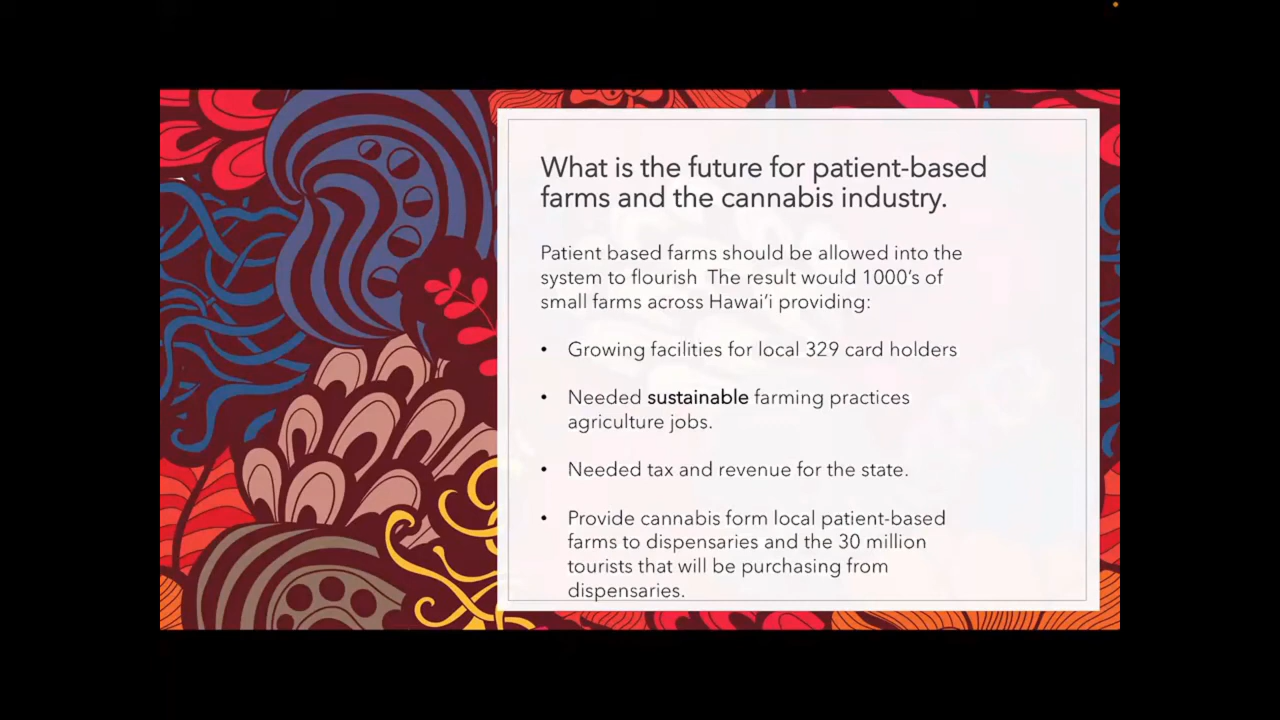 What is the future for patient-based
farms and the cannabis industry.
Patient based farms should be allowed into the
system to flourish  The result would 1000’s of
small farms across Hawai’i providing:
• Growing facilities for local 329 card holders
• Needed sustainable farming practices
agriculture jobs.
• Needed tax and revenue for the state.
• Provide cannabis form local patient-based
farms to dispensaries and the 30 million
tourists that will be purchasing from
dispensaries.